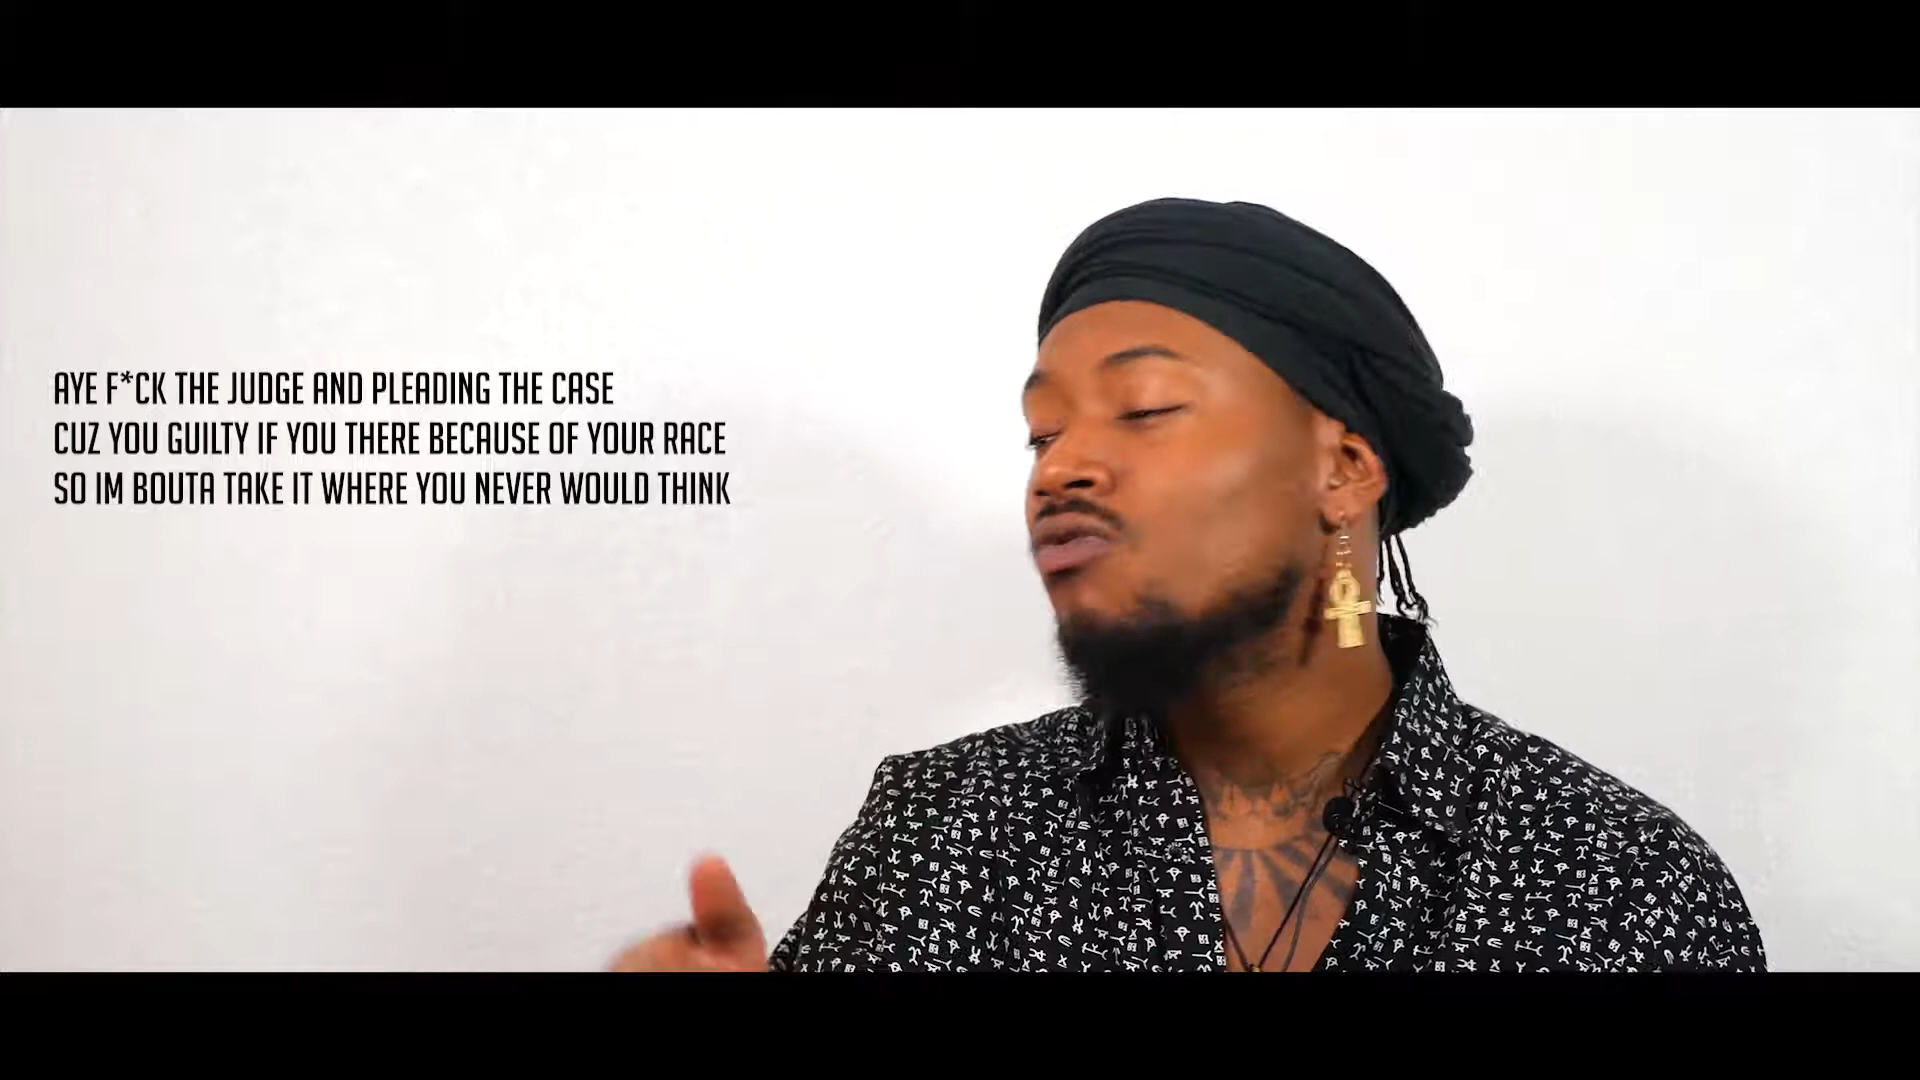 AYE F*CK THE JUDGE AND PLEADING THE CASE
CUZ YOU GUILTY IF YOU THERE BECAUSE OF YOUR RACE
SO IM BOUTA TAKE IT WHERE YOU NEVER WOULD THINK